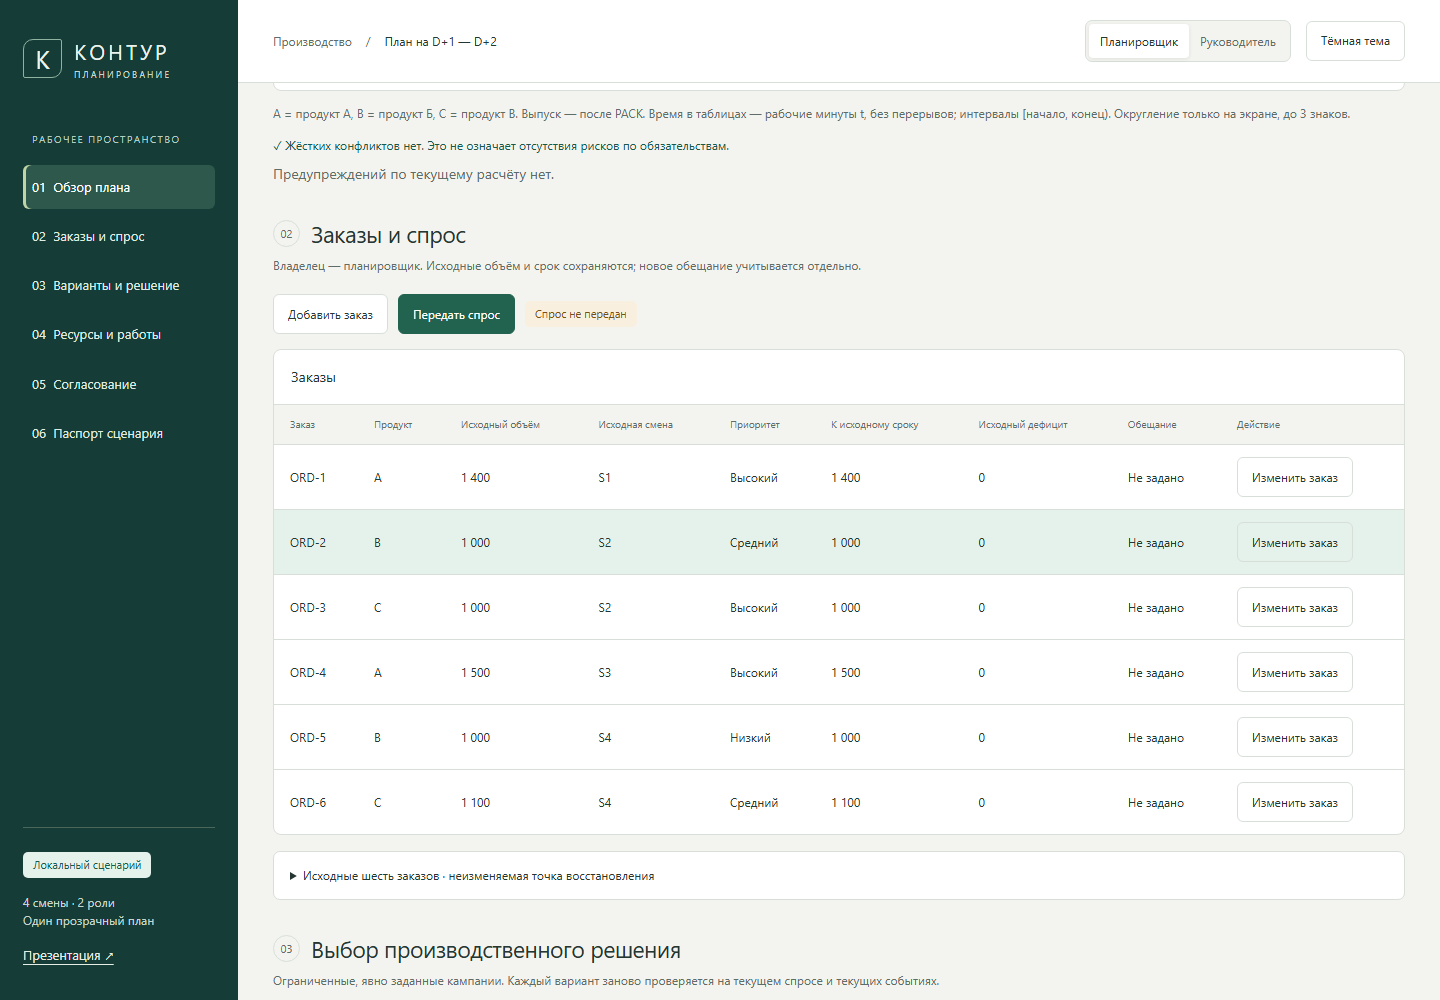 К
КОНТУР
ПЛАНИРОВАНИЕ
РАБОЧЕЕ ПРОСТРАНСТВО
01 Обзор плана
02 Заказы и спрос
03 Варианты и решение
04 Ресурсы и работы
05 Согласование
06 Паспорт сценария
Локальный сценарий
4 смены · 2 роли
Один прозрачный план
Презентация ↗
Производство / План на D+1 — D+2
Планировщик Руководитель
Тёмная тема
A = продукт А, B = продукт Б, C = продукт В. Выпуск — после PACK. Время в таблицах — рабочие минуты t, без перерывов; интервалы [начало, конец). Округление только на экране, до 3 знаков.
✓ Жёстких конфликтов нет. Это не означает отсутствия рисков по обязательствам.
Предупреждений по текущему расчёту нет.
02 Заказы и спрос
Владелец — планировщик. Исходные объём и срок сохраняются; новое обещание учитывается отдельно.
Добавить заказ Передать спрос Спрос не передан
Заказы
Заказ Продукт Исходный объём Исходная смена Приоритет К исходному сроку Исходный дефицит Обещание Действие
ORD-1 A 1 400 S1 Высокий 1 400 0 Не задано Изменить заказ
ORD-2 B 1 000 S2 Средний 1 000 0 Не задано Изменить заказ
ORD-3 C 1 000 S2 Высокий 1 000 0 Не задано Изменить заказ
ORD-4 A 1 500 S3 Высокий 1 500 0 Не задано Изменить заказ
ORD-5 B 1 000 S4 Низкий 1 000 0 Не задано Изменить заказ
ORD-6 C 1 100 S4 Средний 1 100 0 Не задано Изменить заказ
▶ Исходные шесть заказов · неизменяемая точка восстановления
03 Выбор производственного решения
Ограниченные, явно заданные кампании. Каждый вариант заново проверяется на текущем спросе и текущих событиях.